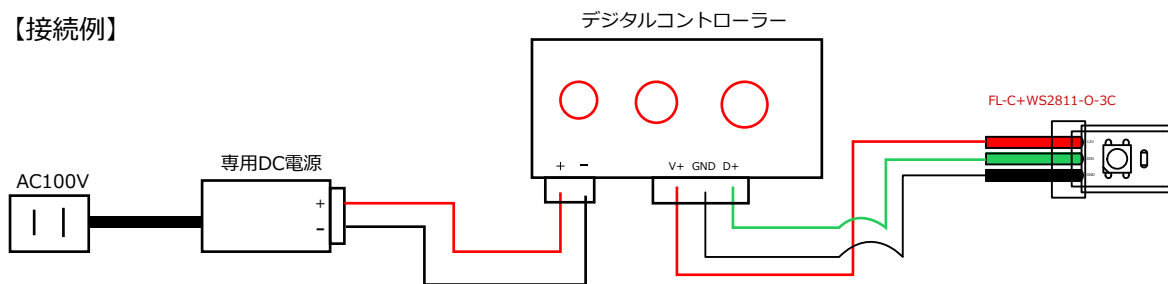 【接続例】
デジタルコントローラー
FL-C+WS2811-O-3C
専用DC電源
AC100V
+ −
V+ GND D+
+
−
GND